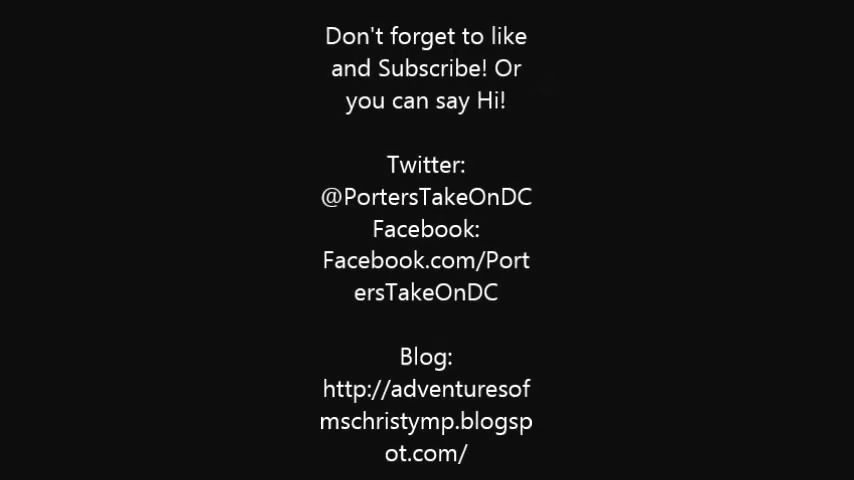 Don't forget to like
and Subscribe! Or
you can say Hi!
Twitter:
@PortersTakeOnDC
Facebook:
Facebook.com/Port
ersTakeOnDC
Blog:
http://adventuresof
mschristymp.blogsp
ot.com/